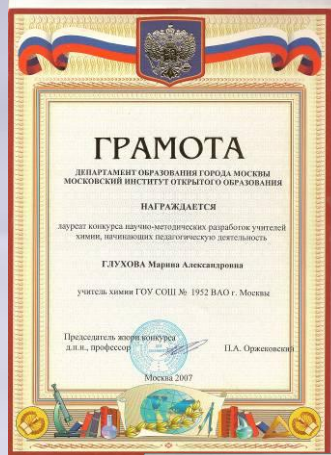 ГРАМОТА
ДЕПАРТАМЕНТ ОБРАЗОВАНИЯ ГОРОДА МОСКВЫ
МОСКОВСКИЙ ИНСТИТУТ ОТКРЫТОГО ОБРАЗОВАНИЯ
НАГРАЖДАЕТСЯ
лауреат конкурса научно-методических разработок учителей
химии, начинающих педагогическую деятельность
ГЛУХОВА Марина Александровна
учитель химии ГОУ СОШ № 1952 ВАО г. Москвы
Председатель жюри конкурса
д.п.н., профессор П.А. Оржековский
Москва 2007